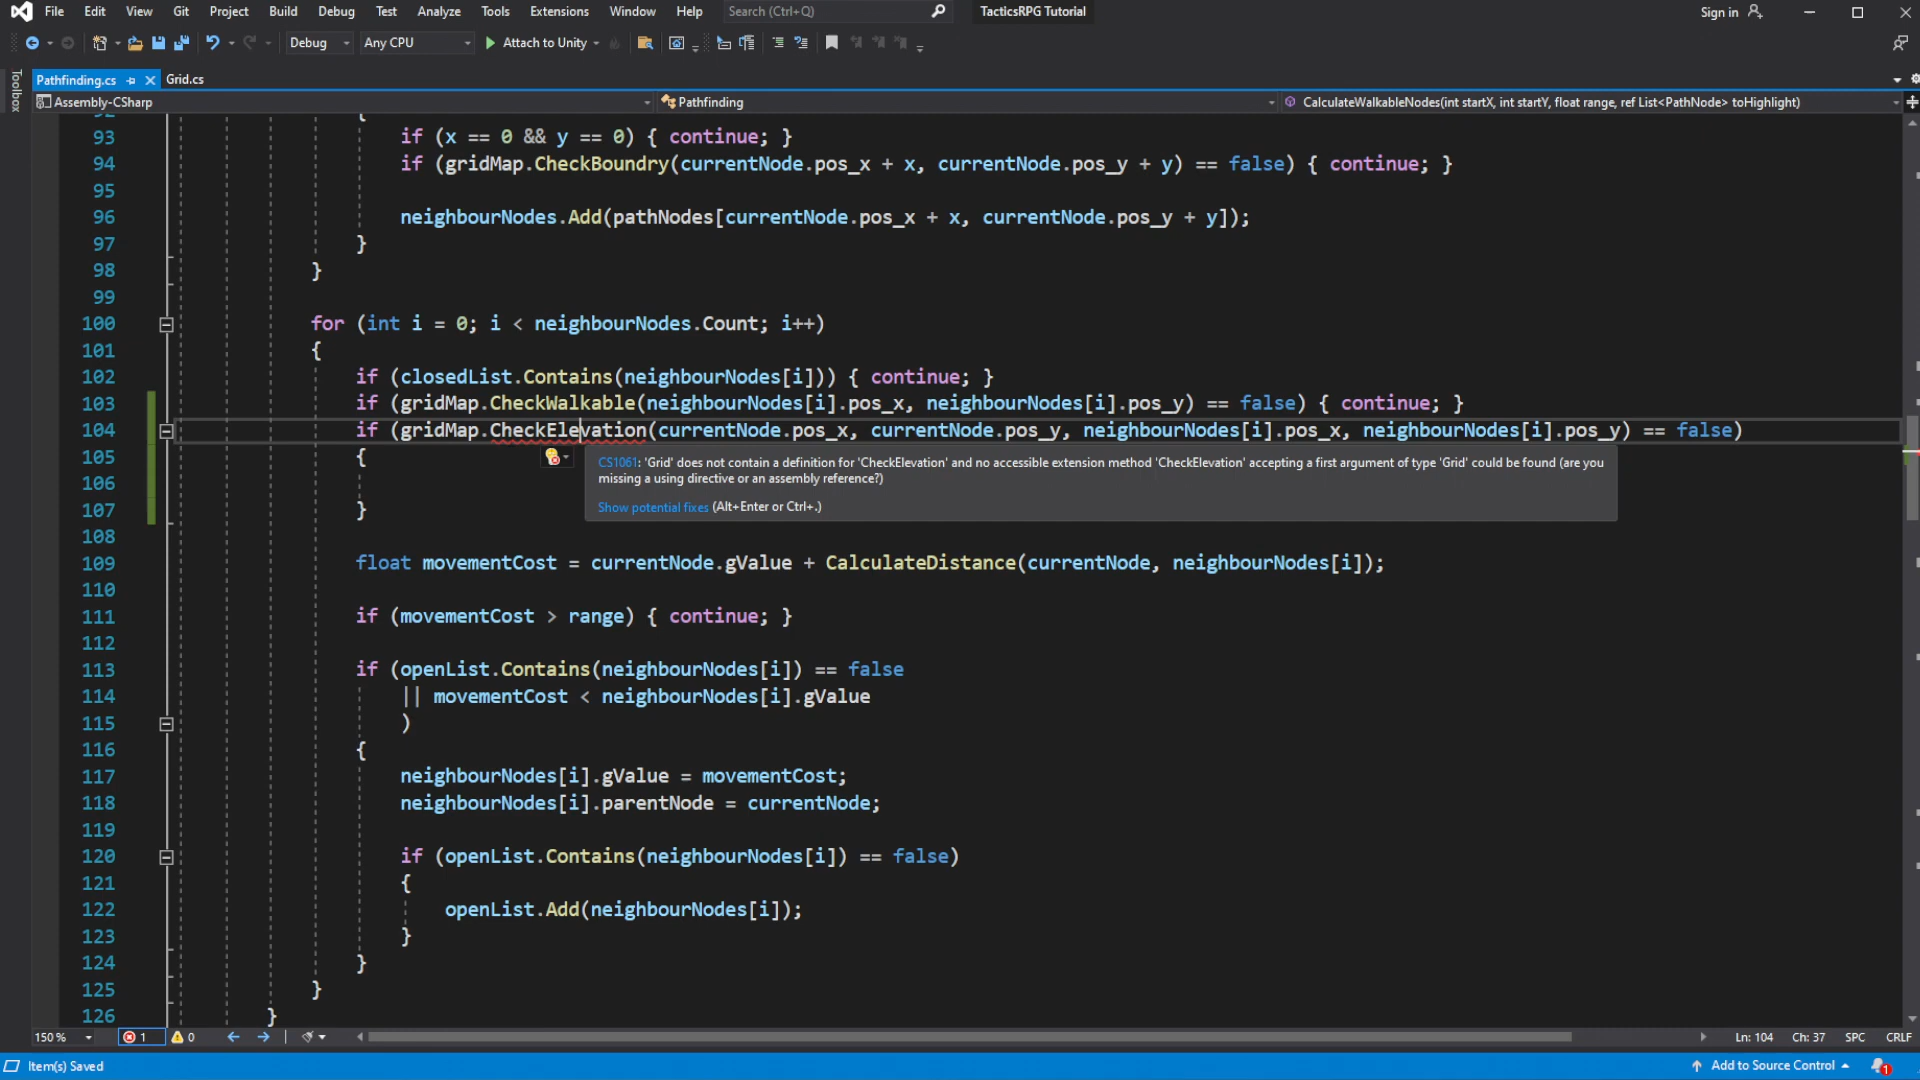 File Edit View Git Project Build Debug Test Analyze Tools Extensions Window Help Search (Ctrl+Q) TacticsRPG Tutorial Sign in
Debug Any CPU Attach to Unity
Toolbox
Pathfinding.cs Grid.cs
Assembly-CSharp Pathfinding CalculateWalkableNodes(int startX, int startY, float range, ref List<PathNode> toHighlight)
92 {
93 if (x == 0 && y == 0) { continue; }
94 if (gridMap.CheckBoundry(currentNode.pos_x + x, currentNode.pos_y + y) == false) { continue; }
95
96 neighbourNodes.Add(pathNodes[currentNode.pos_x + x, currentNode.pos_y + y]);
97 }
98 }
99
100 for (int i = 0; i < neighbourNodes.Count; i++)
101 {
102 if (closedList.Contains(neighbourNodes[i])) { continue; }
103 if (gridMap.CheckWalkable(neighbourNodes[i].pos_x, neighbourNodes[i].pos_y) == false) { continue; }
104 if (gridMap.CheckElevation(currentNode.pos_x, currentNode.pos_y, neighbourNodes[i].pos_x, neighbourNodes[i].pos_y) == false)
105 {
CS1061: 'Grid' does not contain a definition for 'CheckElevation' and no accessible extension method 'CheckElevation' accepting a first argument of type 'Grid' could be found (are you
missing a using directive or an assembly reference?)
106
Show potential fixes (Alt+Enter or Ctrl+.)
107 }
108
109 float movementCost = currentNode.gValue + CalculateDistance(currentNode, neighbourNodes[i]);
110
111 if (movementCost > range) { continue; }
112
113 if (openList.Contains(neighbourNodes[i]) == false
114 || movementCost < neighbourNodes[i].gValue
115 )
116 {
117 neighbourNodes[i].gValue = movementCost;
118 neighbourNodes[i].parentNode = currentNode;
119
120 if (openList.Contains(neighbourNodes[i]) == false)
121 {
122 openList.Add(neighbourNodes[i]);
123 }
124 }
125 }
126 }
150 % 1 0 Ln: 104 Ch: 37 SPC CRLF
Item(s) Saved Add to Source Control 1